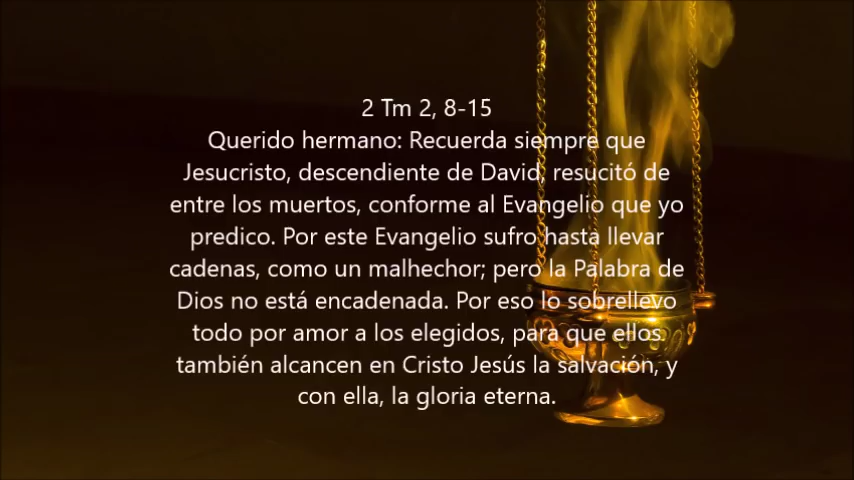 2 Tm 2, 8-15
Querido hermano: Recuerda siempre que
Jesucristo, descendiente de David, resucitó de
entre los muertos, conforme al Evangelio que yo
predico. Por este Evangelio sufro hasta llevar
cadenas, como un malhechor; pero la Palabra de
Dios no está encadenada. Por eso lo sobrellevo
todo por amor a los elegidos, para que ellos
también alcancen en Cristo Jesús la salvación, y
con ella, la gloria eterna.